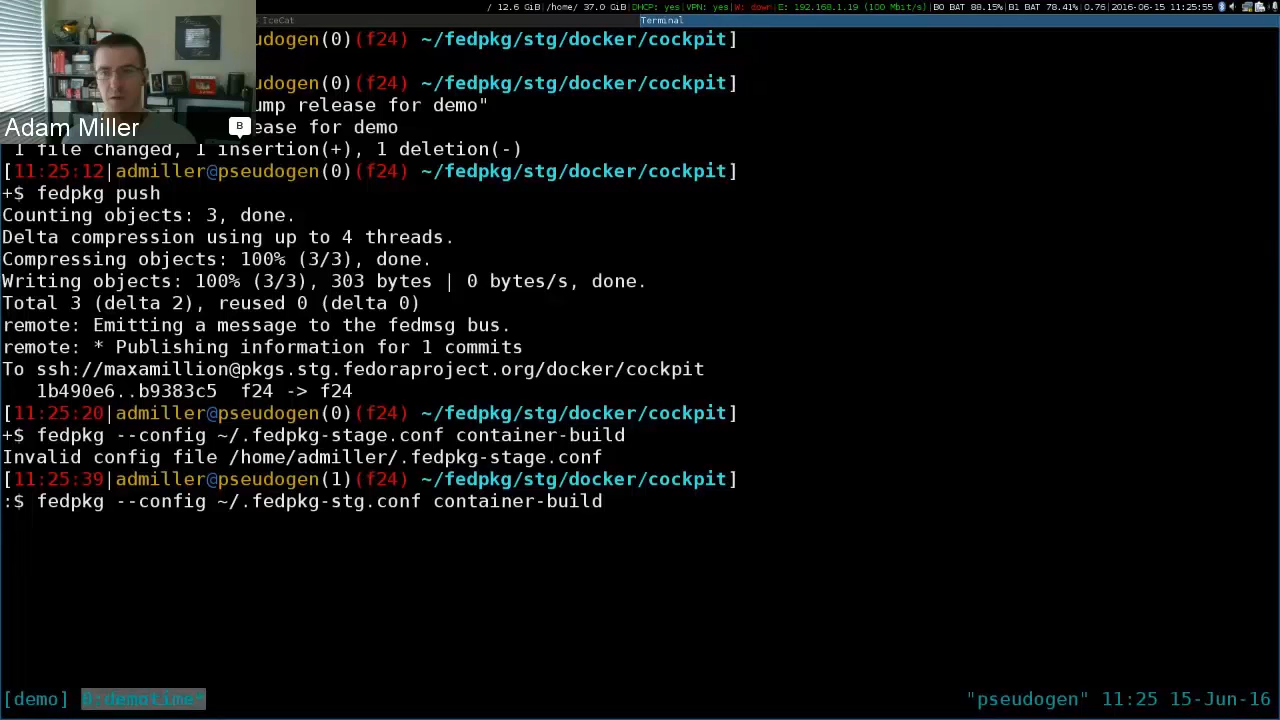 / 12.6 GiB|/home/ 37.0 GiB|DHCP: yes|VPN: yes|W: down|E: 192.168.1.19 (100 Mbit/s)|B0 BAT 88.15%|B1 BAT 78.41%|0.76|2016-06-15 11:25:55
IceCat
Terminal
udogen(0)(f24) ~/fedpkg/stg/docker/cockpit]
udogen(0)(f24) ~/fedpkg/stg/docker/cockpit]
ump release for demo"
Adam Miller
B
ease for demo
1 file changed, 1 insertion(+), 1 deletion(-)
[11:25:12|admiller@pseudogen(0)(f24) ~/fedpkg/stg/docker/cockpit]
+$ fedpkg push
Counting objects: 3, done.
Delta compression using up to 4 threads.
Compressing objects: 100% (3/3), done.
Writing objects: 100% (3/3), 303 bytes | 0 bytes/s, done.
Total 3 (delta 2), reused 0 (delta 0)
remote: Emitting a message to the fedmsg bus.
remote: * Publishing information for 1 commits
To ssh://maxamillion@pkgs.stg.fedoraproject.org/docker/cockpit
1b490e6..b9383c5  f24 -> f24
[11:25:20|admiller@pseudogen(0)(f24) ~/fedpkg/stg/docker/cockpit]
+$ fedpkg --config ~/.fedpkg-stage.conf container-build
Invalid config file /home/admiller/.fedpkg-stage.conf
[11:25:39|admiller@pseudogen(1)(f24) ~/fedpkg/stg/docker/cockpit]
:$ fedpkg --config ~/.fedpkg-stg.conf container-build
[demo] 0:demotime* "pseudogen" 11:25 15-Jun-16